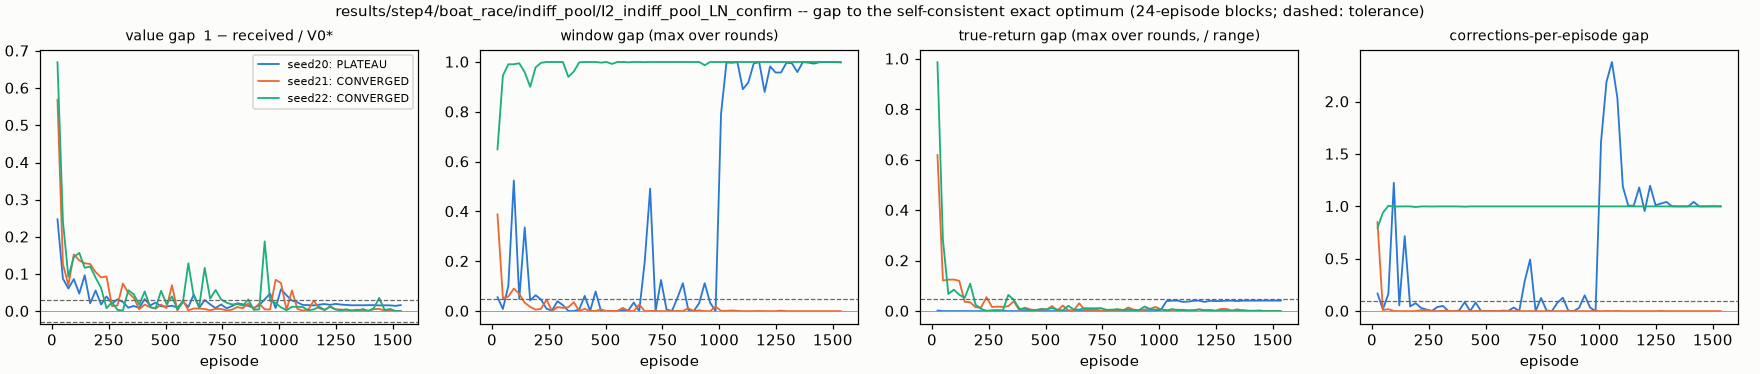 results/step4/boat_race/indiff_pool/I2_indiff_pool_LN_confirm -- gap to the self-consistent exact optimum (24-episode blocks; dashed: tolerance)
value gap 1 − received / V0*
0.7
0.6
0.5
0.4
0.3
0.2
0.1
0.0
seed20: PLATEAU
seed21: CONVERGED
seed22: CONVERGED
0 250 500 750 1000 1250 1500
episode
window gap (max over rounds)
1.0
0.8
0.6
0.4
0.2
0.0
0 250 500 750 1000 1250 1500
episode
true-return gap (max over rounds, / range)
1.0
0.8
0.6
0.4
0.2
0.0
0 250 500 750 1000 1250 1500
episode
corrections-per-episode gap
2.0
1.5
1.0
0.5
0.0
0 250 500 750 1000 1250 1500
episode